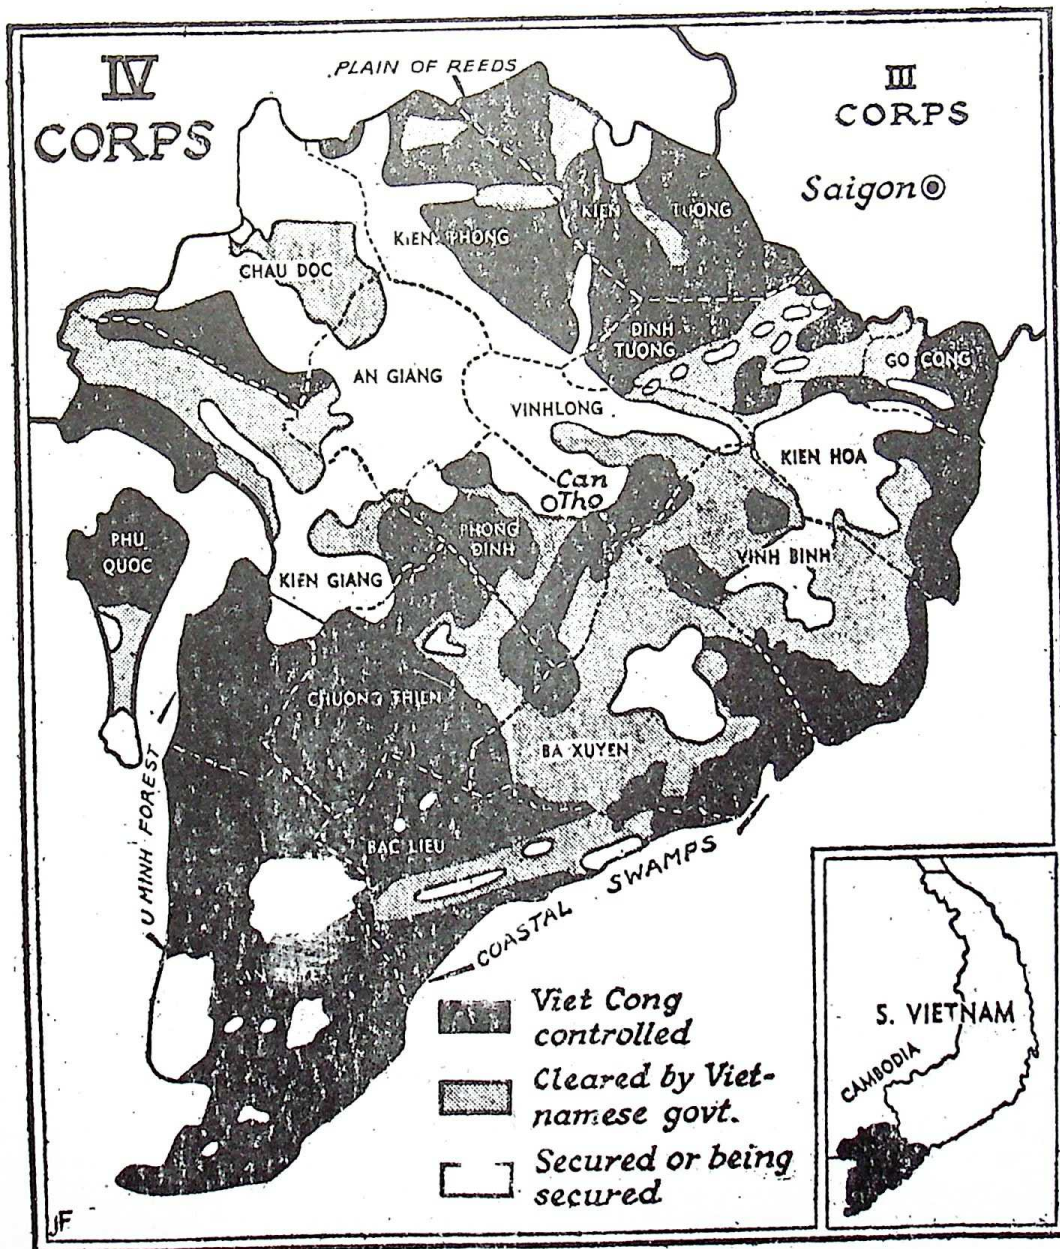 IV
CORPS
PLAIN OF REEDS
III
CORPS
Saigon
KIEN PHONG
KIEN TUONG
CHAU DOC
DINH
TUONG
GO CONG
AN GIANG
VINHLONG
KIEN HOA
Can
Tho
PHONG
DINH
VINH BINH
PHU
QUOC
KIEN GIANG
CHUONG THIEN
BA XUYEN
U MINH FOREST
BAC LIEU
COASTAL SWAMPS
Viet Cong
controlled
Cleared by Viet-
namese govt.
Secured or being
secured
S. VIETNAM
CAMBODIA
JF